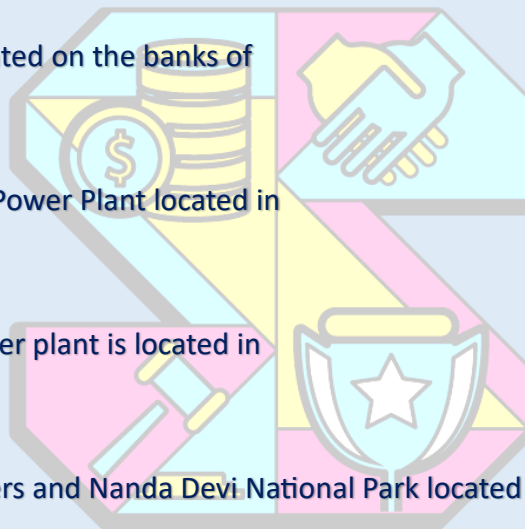 ted on the banks of
$
Power Plant located in
er plant is located in
ers and Nanda Devi National Park located